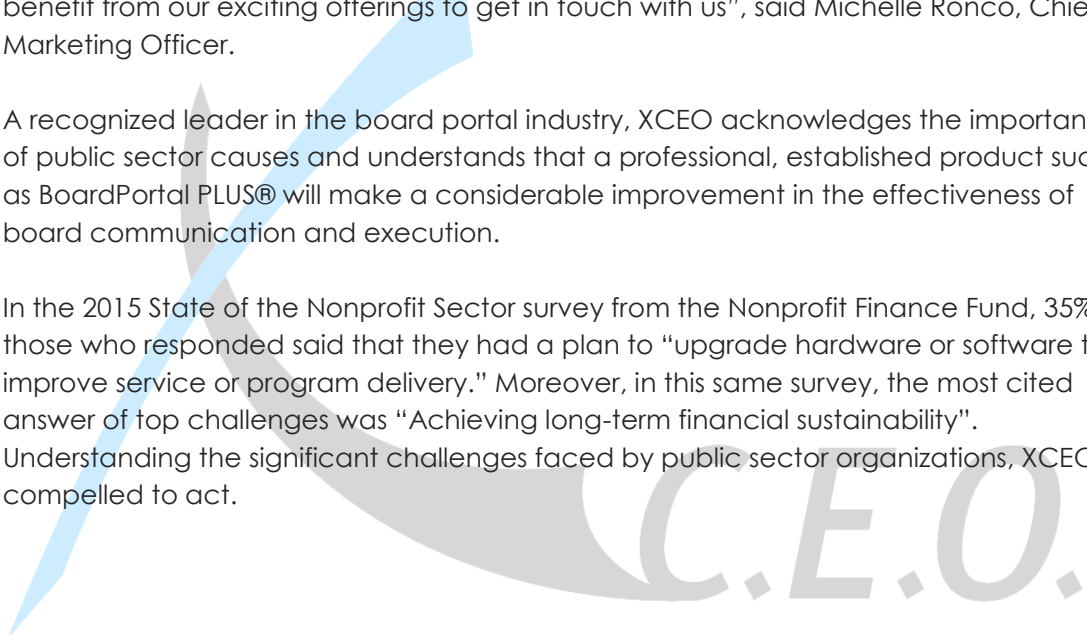 benefit from our exciting offerings to get in touch with us”, said Michelle Ronco,
Marketing Officer.
A recognized leader in the board portal industry, XCEO acknowledges the
of public sector causes and understands that a professional, established product
as BoardPortal PLUS® will make a considerable improvement in the effectiveness of
board communication and execution.
In the 2015 State of the Nonprofit Sector survey from the Nonprofit Finance Fund, 35%
those who responded said that they had a plan to “upgrade hardware or software
improve service or program delivery.” Moreover, in this same survey, the most cited
answer of top challenges was “Achieving long-term financial sustainability”.
Understanding the significant challenges faced by public sector organizations, XCEO
compelled to act.
C.E.O.